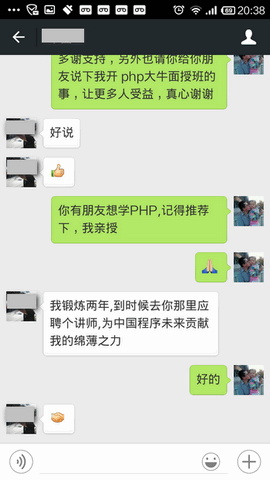 20:38
多谢支持，另外也请你给你朋
友说下我开 php大牛面授班的
事，让更多人受益，真心谢谢
好说
你有朋友想学PHP,记得推荐
下，我亲授
我锻炼两年,到时候去你那里应
聘个讲师,为中国程序未来贡献
我的绵薄之力
好的